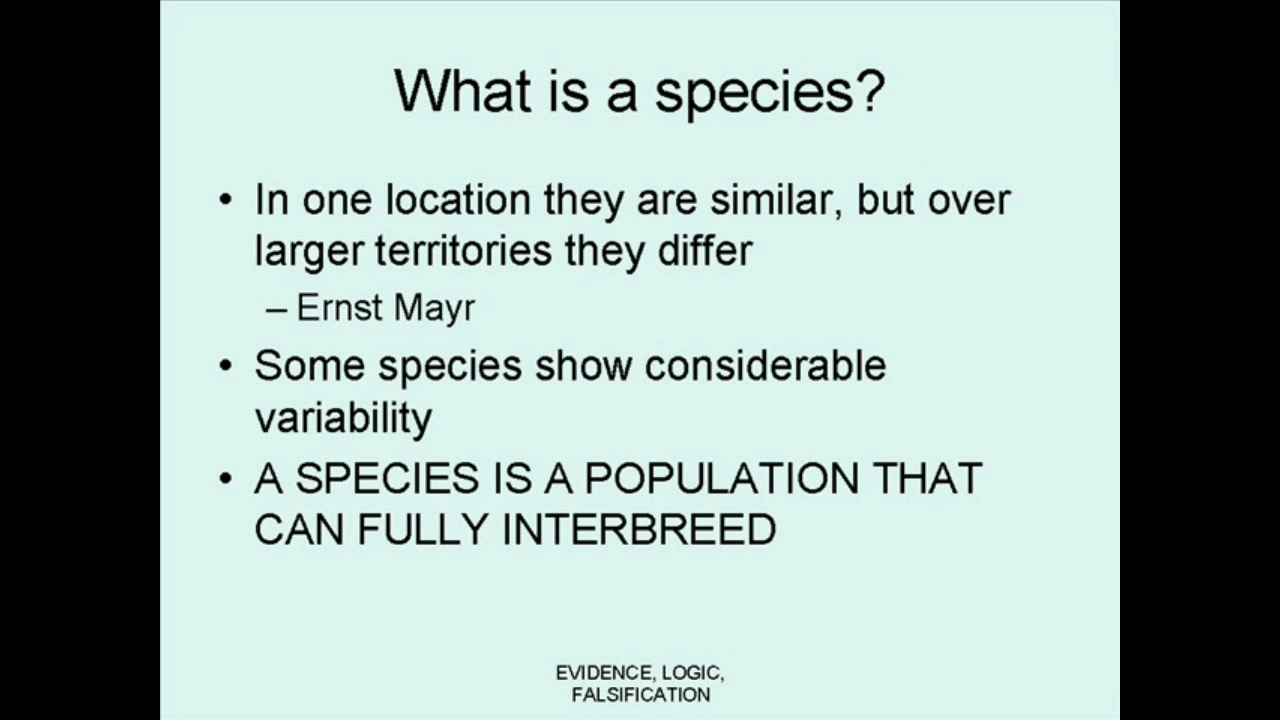 What is a species?
• In one location they are similar, but over
larger territories they differ
– Ernst Mayr
• Some species show considerable
variability
• A SPECIES IS A POPULATION THAT
CAN FULLY INTERBREED
EVIDENCE, LOGIC,
FALSIFICATION